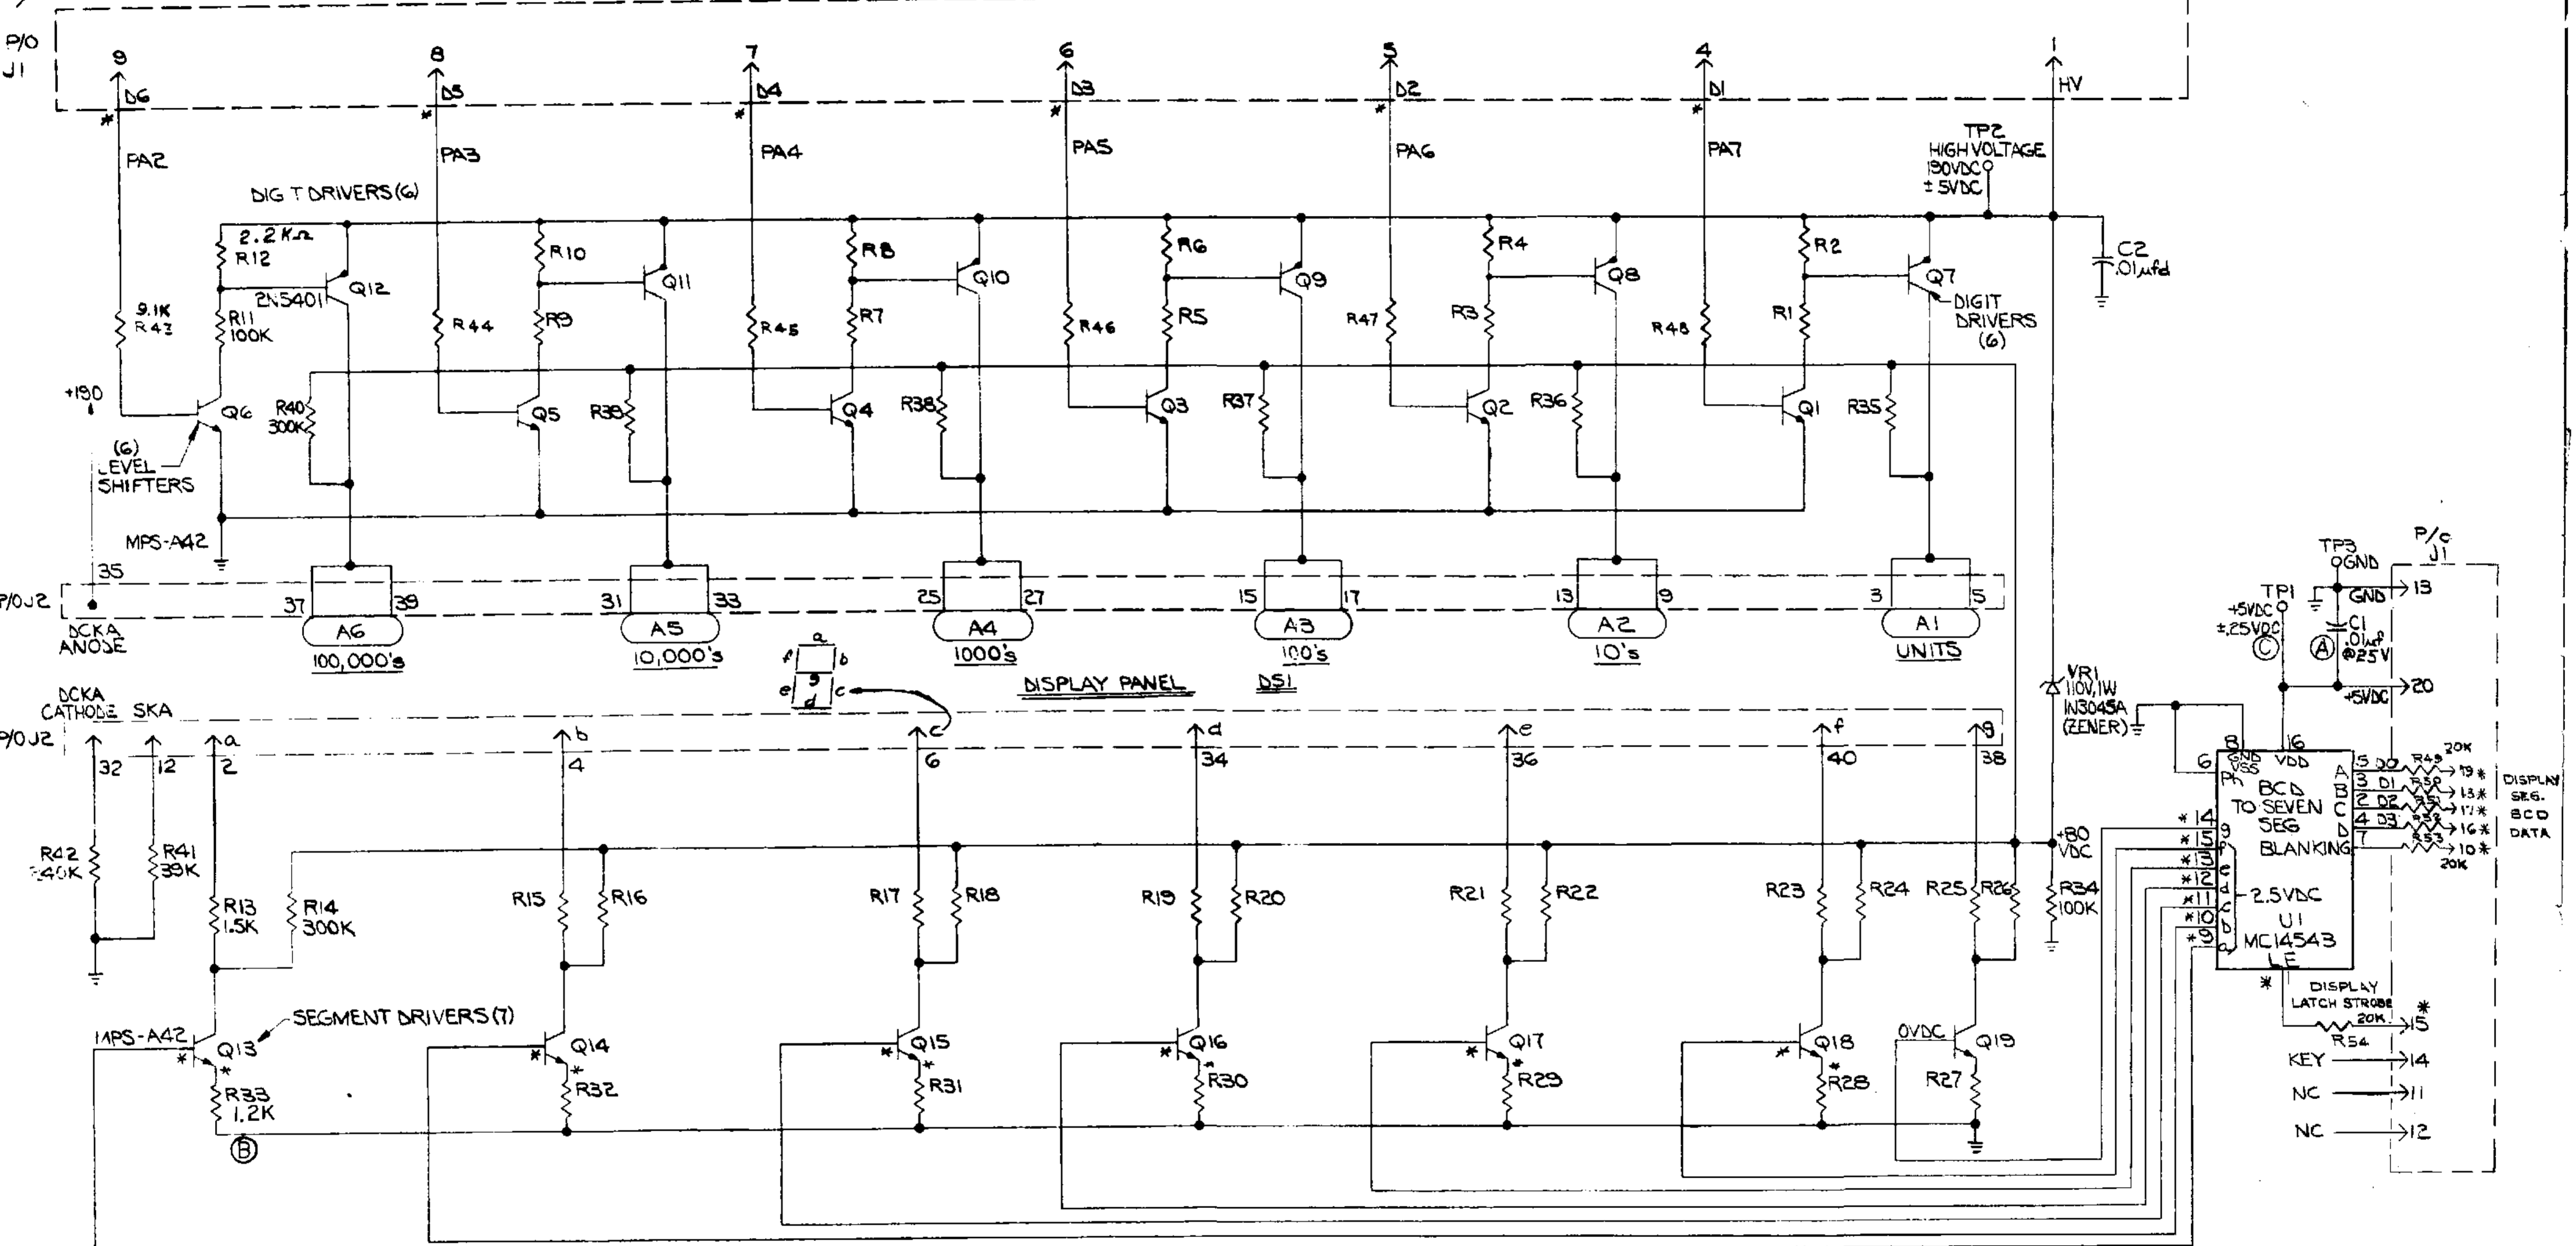 P/O
J1
9
8
7
6
5
4
1
D6
D5
D4
D3
D2
D1
HV
*
*
*
*
*
*
PA2
PA3
PA4
PA5
PA6
PA7
TP2
HIGH VOLTAGE
190VDC
± 5VDC
DIG T DRIVERS (6)
2.2KΩ
R12
R10
R8
R6
R4
R2
C2
.01µfd
2N5401
Q12
Q11
Q10
Q9
Q8
Q7
DIGIT
DRIVERS
(6)
9.1K
R43
R11
100K
R44
R9
R45
R7
R46
R5
R47
R3
R48
R1
+190
Q6
R40
300K
Q5
R39
Q4
R38
Q3
R37
Q2
R36
Q1
R35
(6)
LEVEL
SHIFTERS
MPS-A42
35
P/O J2
37
39
31
33
25
27
15
17
13
9
3
5
DCKA
ANODE
A6
A5
A4
A3
A2
A1
100,000's
10,000's
1000's
100's
10's
UNITS
a
f
b
g
e
c
d
DISPLAY PANEL
DS1
TP3
GND
P/O
J1
TP1
+5VDC
±.25VDC
GND
13
C
A
C1
.01µf
@25V
+5VDC
20
VR1
110V, 1W
IN3045A
(ZENER)
DCKA
CATHODE
SKA
P/O J2
a
b
c
d
e
f
g
32
12
2
4
6
34
36
40
38
R42
R41
39K
R13
1.5K
R14
300K
R15
R16
R17
R18
R19
R20
R21
R22
R23
R24
R25
R26
+80
VDC
R34
100K
8
16
GND
VSS
VDD
6
Ph
BCD
TO SEVEN
SEG
BLANKING
A
B
C
D
5
3
2
4
7
D0
D1
D2
D3
R49
20K
R53
20K
19*
17*
16*
10*
DISPLAY
SEG.
BCD
DATA
*14
*15
*13
*12
*11
*10
*9
g
f
e
d
c
b
a
2.5VDC
U1
MC14543
LE
*
DISPLAY
LATCH STROBE
20K
R54
*
15
KEY
14
NC
11
NC
12
MPS-A42
SEGMENT DRIVERS (7)
Q13
Q14
Q15
Q16
Q17
Q18
0VDC
Q19
R33
1.2K
R32
R31
R30
R29
R28
R27
B